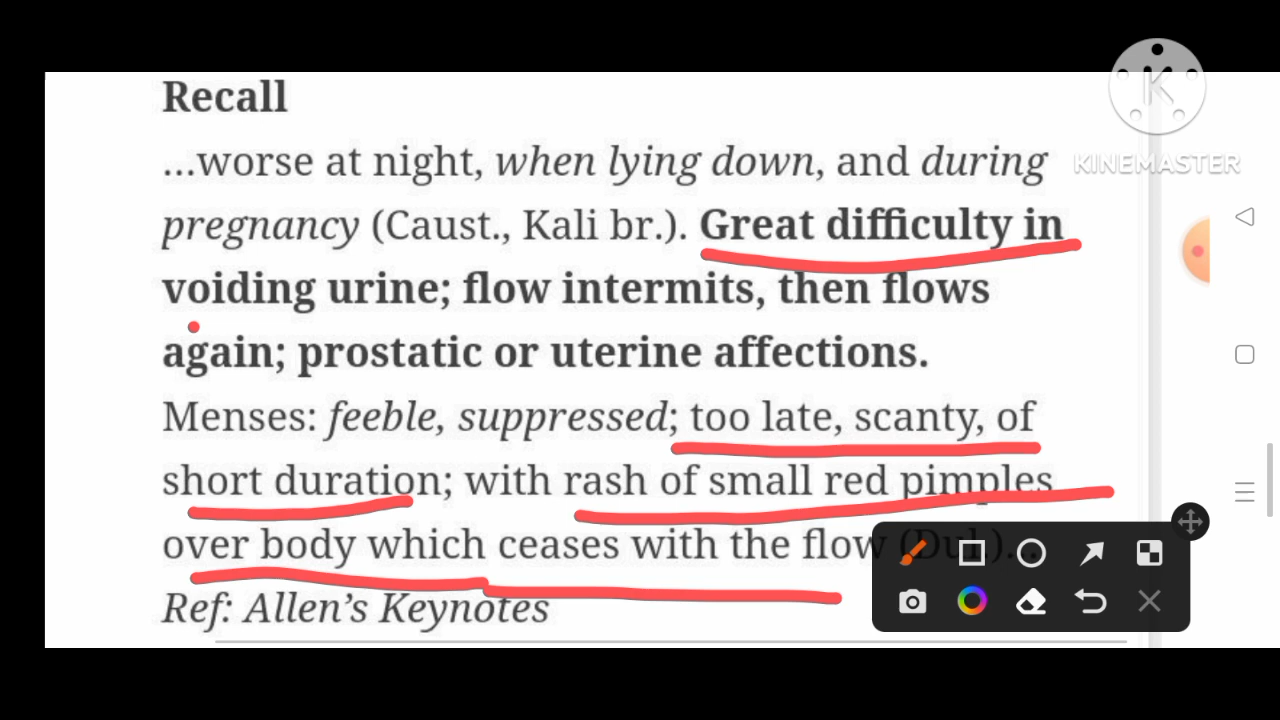 Recall
...worse at night, when lying down, and during
pregnancy (Caust., Kali br.). Great difficulty in
voiding urine; flow intermits, then flows
again; prostatic or uterine affections.
Menses: feeble, suppressed; too late, scanty, of
short duration; with rash of small red pimples
over body which ceases with the flow (Dul.)...
Ref: Allen’s Keynotes
K
KINEMASTER